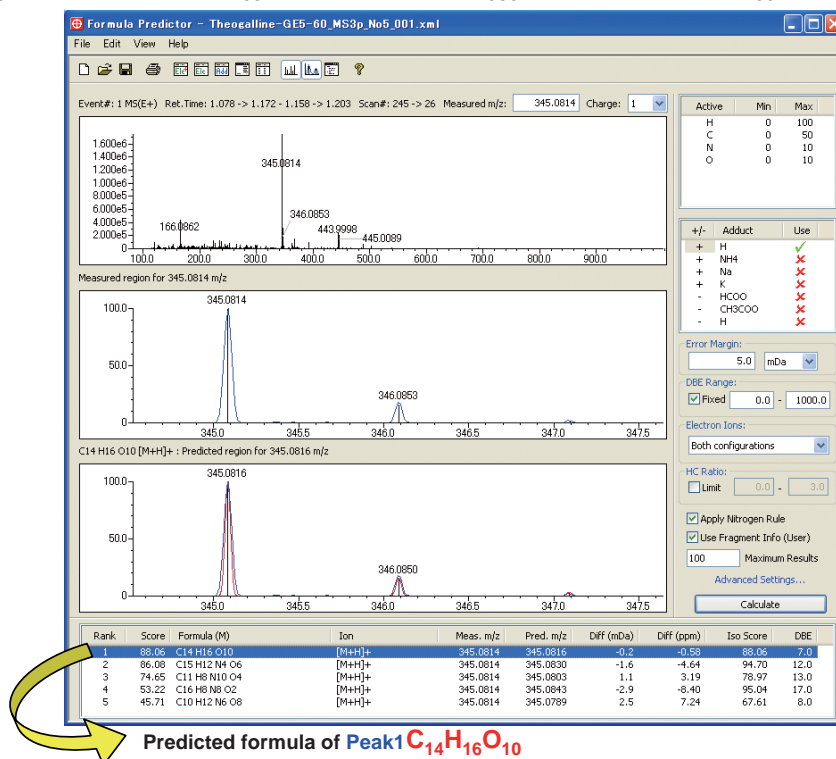 Formula Predictor - Theogalline-GE5-60_MS3p_No5_001.xml
File Edit View Help
Event#: 1 MS(E+) Ret.Time: 1.078 -> 1.172 - 1.158 -> 1.203 Scan#: 245 -> 26 Measured m/z: 345.0814 Charge: 1
1.600e6
1.400e6
1.200e6
1.000e6
8.000e5
6.000e5
4.000e5
2.000e5
0
345.0814
166.0862
346.0853
443.9998
445.0089
100.0 200.0 300.0 400.0 500.0 600.0 700.0 800.0 900.0
Measured region for 345.0814 m/z
345.0814
100.0
50.0
0
346.0853
345.0 345.5 346.0 346.5 347.0 347.5
C14 H16 O10 [M+H]+ : Predicted region for 345.0816 m/z
345.0816
100.0
50.0
0
346.0850
345.0 345.5 346.0 346.5 347.0 347.5
Active Min Max
H 0 100
C 0 50
N 0 10
O 0 10
+/- Adduct Use
+ H
+ NH4
+ Na
+ K
- HCOO
- CH3COO
- H
Error Margin:
5.0 mDa
DBE Range:
Fixed 0.0 - 1000.0
Electron Ions:
Both configurations
HC Ratio:
Limit 0.0 - 3.0
Apply Nitrogen Rule
Use Fragment Info (User)
100 Maximum Results
Advanced Settings...
Calculate
Rank Score Formula (M) Ion Meas. m/z Pred. m/z Diff (mDa) Diff (ppm) Iso Score DBE
1 88.06 C14 H16 O10 [M+H]+ 345.0814 345.0816 -0.2 -0.58 88.06 7.0
2 86.08 C15 H12 N4 O6 [M+H]+ 345.0814 345.0830 -1.6 -4.64 94.70 12.0
3 74.65 C11 H8 N10 O4 [M+H]+ 345.0814 345.0803 1.1 3.19 78.97 13.0
4 53.22 C16 H8 N8 O2 [M+H]+ 345.0814 345.0843 -2.9 -8.40 95.04 17.0
5 45.71 C10 H12 N6 O8 [M+H]+ 345.0814 345.0789 2.5 7.24 67.61 8.0
Predicted formula of Peak1 C14H16O10